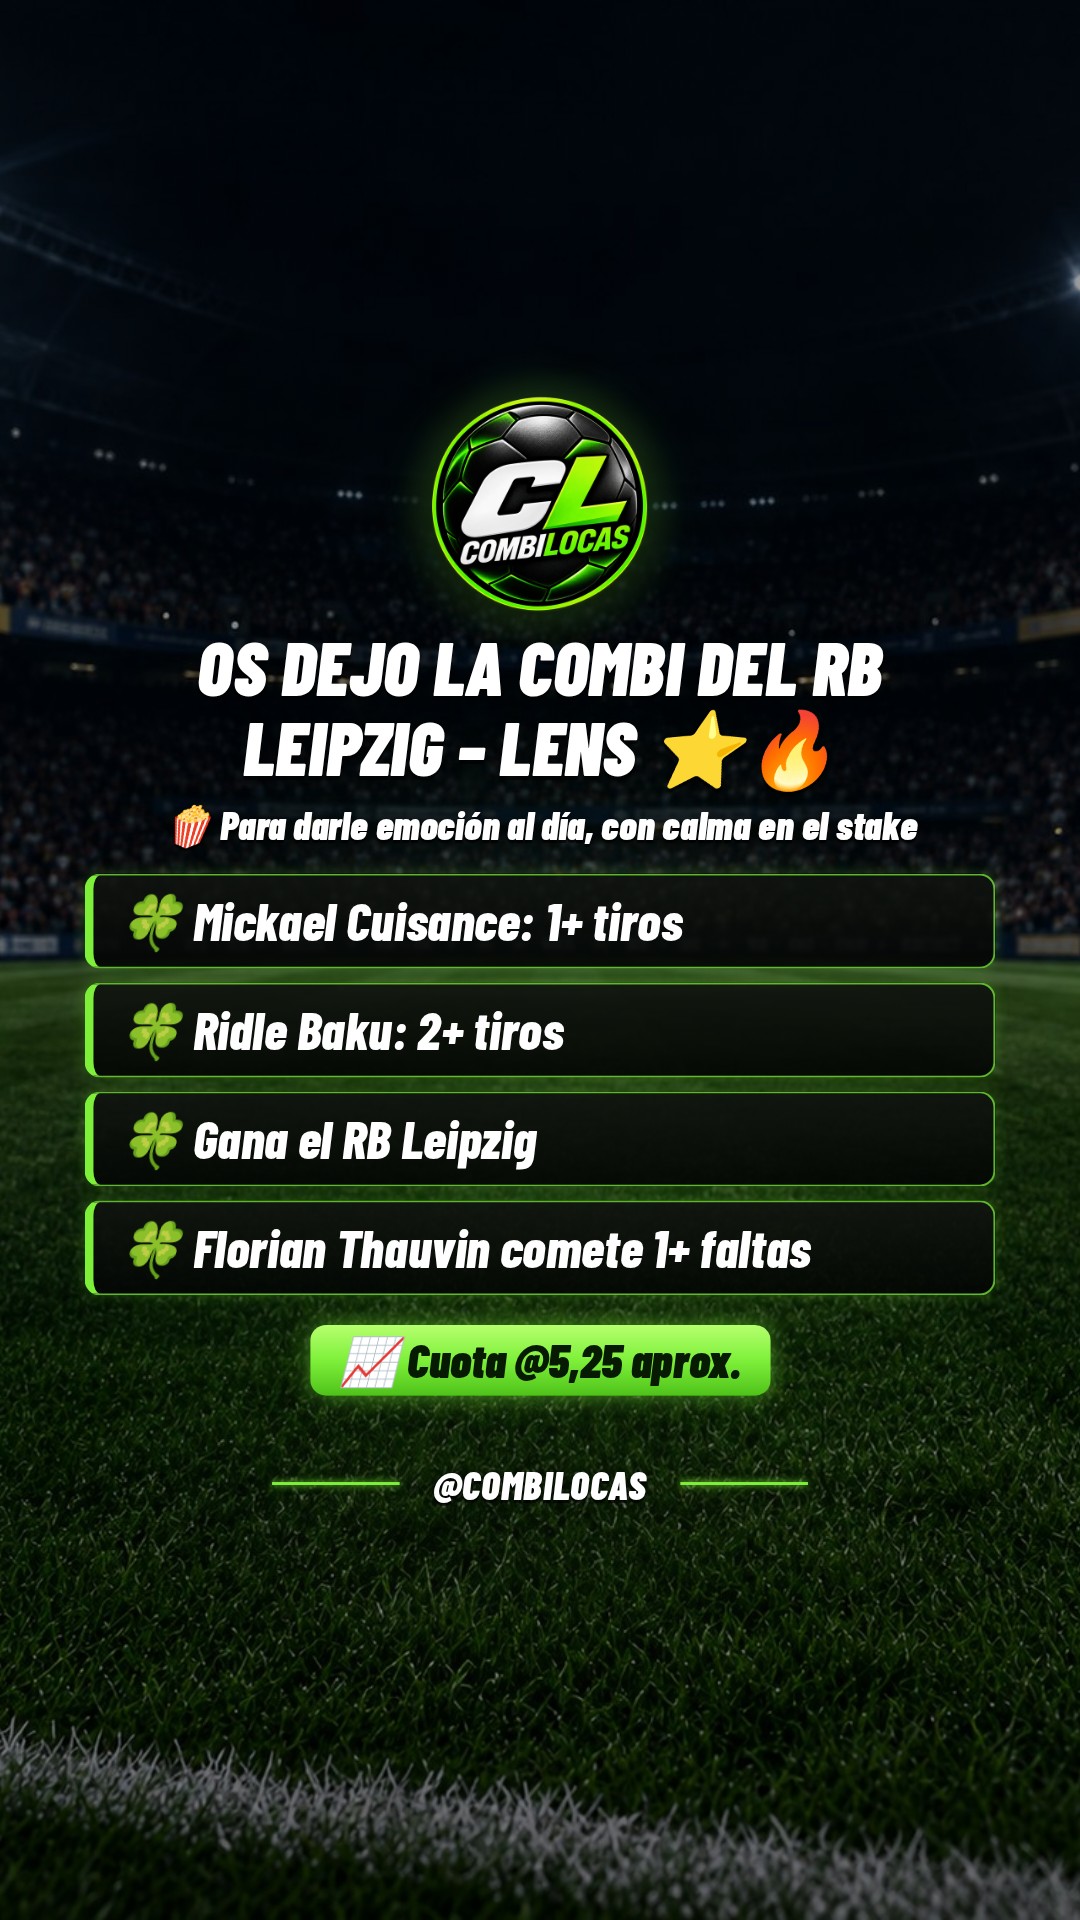 CL
COMBILOCAS
OS DEJO LA COMBI DEL RB
LEIPZIG - LENS ⭐🔥
🍿 Para darle emoción al día, con calma en el stake
🍀 Mickael Cuisance: 1+ tiros
🍀 Ridle Baku: 2+ tiros
🍀 Gana el RB Leipzig
🍀 Florian Thauvin comete 1+ faltas
📈 Cuota @5,25 aprox.
@COMBILOCAS